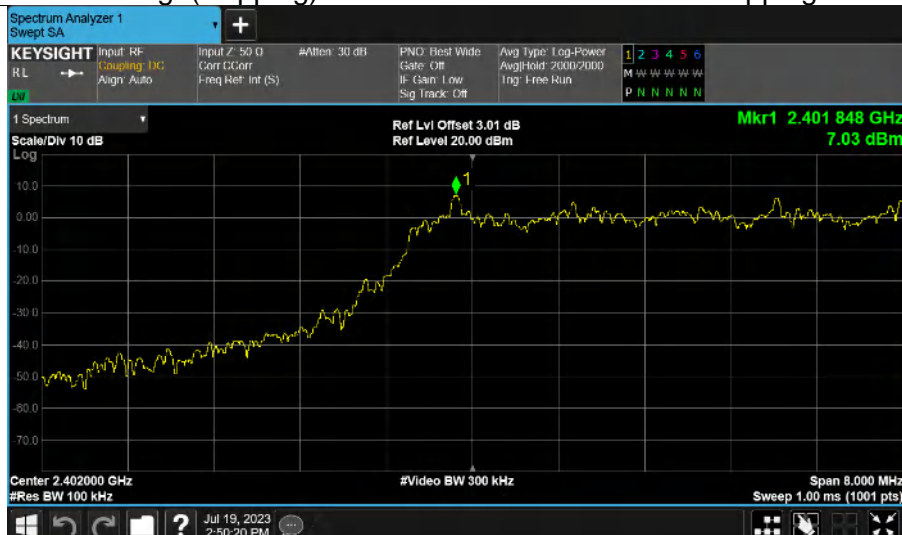 Spectrum Analyzer 1
Swept SA
+
KEYSIGHT
RL
Input: RF
Coupling: DC
Align: Auto
Input Z: 50 Ω
Corr CCorr
Freq Ref: Int (S)
#Atten: 30 dB
PNO: Best Wide
Gate: Off
IF Gain: Low
Sig Track: Off
Avg Type: Log-Power
Avg|Hold: 2000/2000
Trig: Free Run
1 2 3 4 5 6
M W W W W W
P N N N N N
1 Spectrum
Scale/Div 10 dB
Log
Ref Lvl Offset 3.01 dB
Ref Level 20.00 dBm
Mkr1 2.401 848 GHz
7.03 dBm
1
10.0
0.00
-10.0
-20.0
-30.0
-40.0
-50.0
-60.0
-70.0
Center 2.402000 GHz
#Res BW 100 kHz
#Video BW 300 kHz
Span 8.000 MHz
Sweep 1.00 ms (1001 pts)
?
Jul 19, 2023
2:50:20 PM